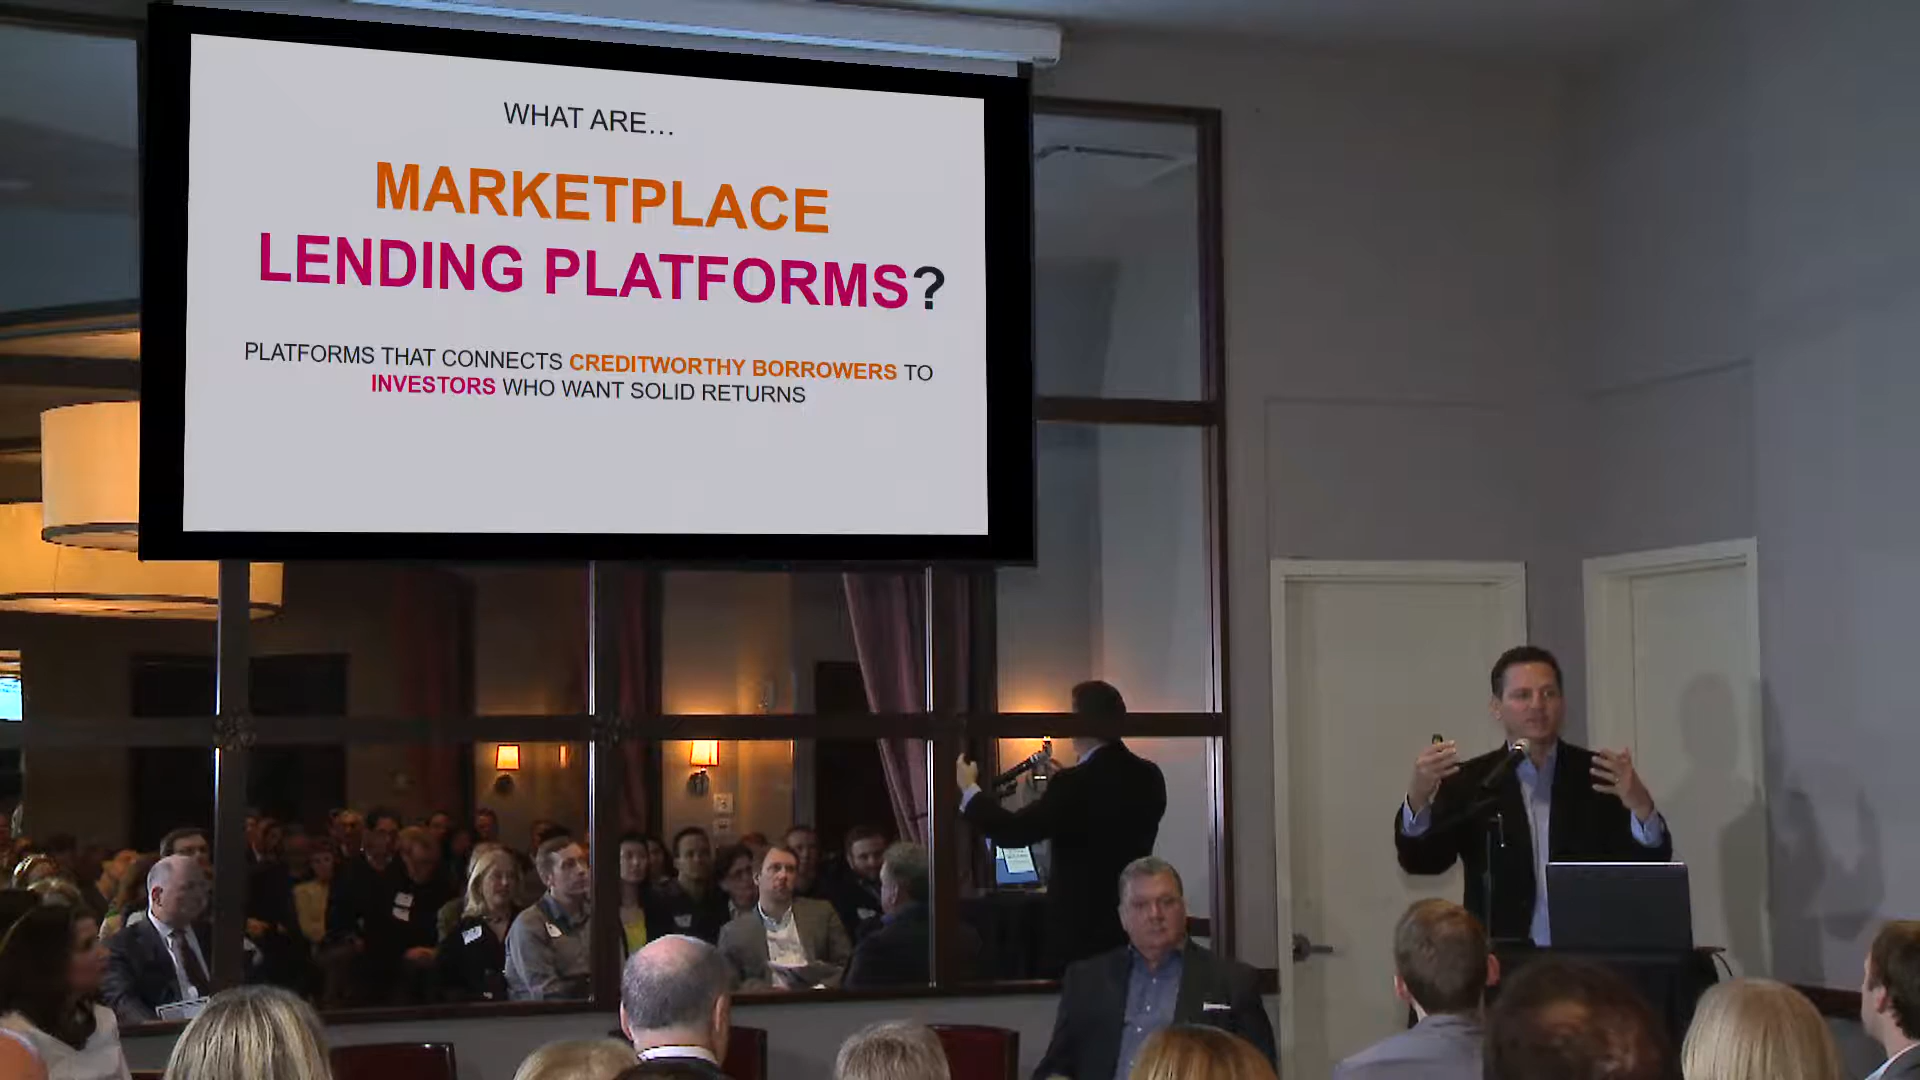 WHAT ARE...
MARKETPLACE
LENDING PLATFORMS?
PLATFORMS THAT CONNECTS CREDITWORTHY BORROWERS TO
INVESTORS WHO WANT SOLID RETURNS